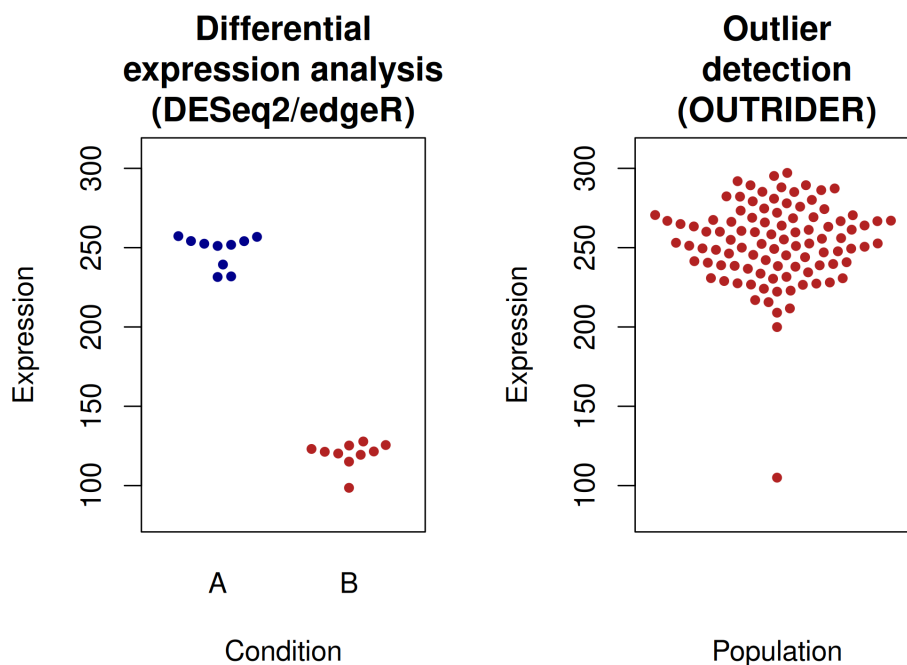 Differential
expression analysis
(DESeq2/edgeR)
Expression
300
250
200
150
100
A
B
Condition
Outlier
detection
(OUTRIDER)
Expression
300
250
200
150
100
Population